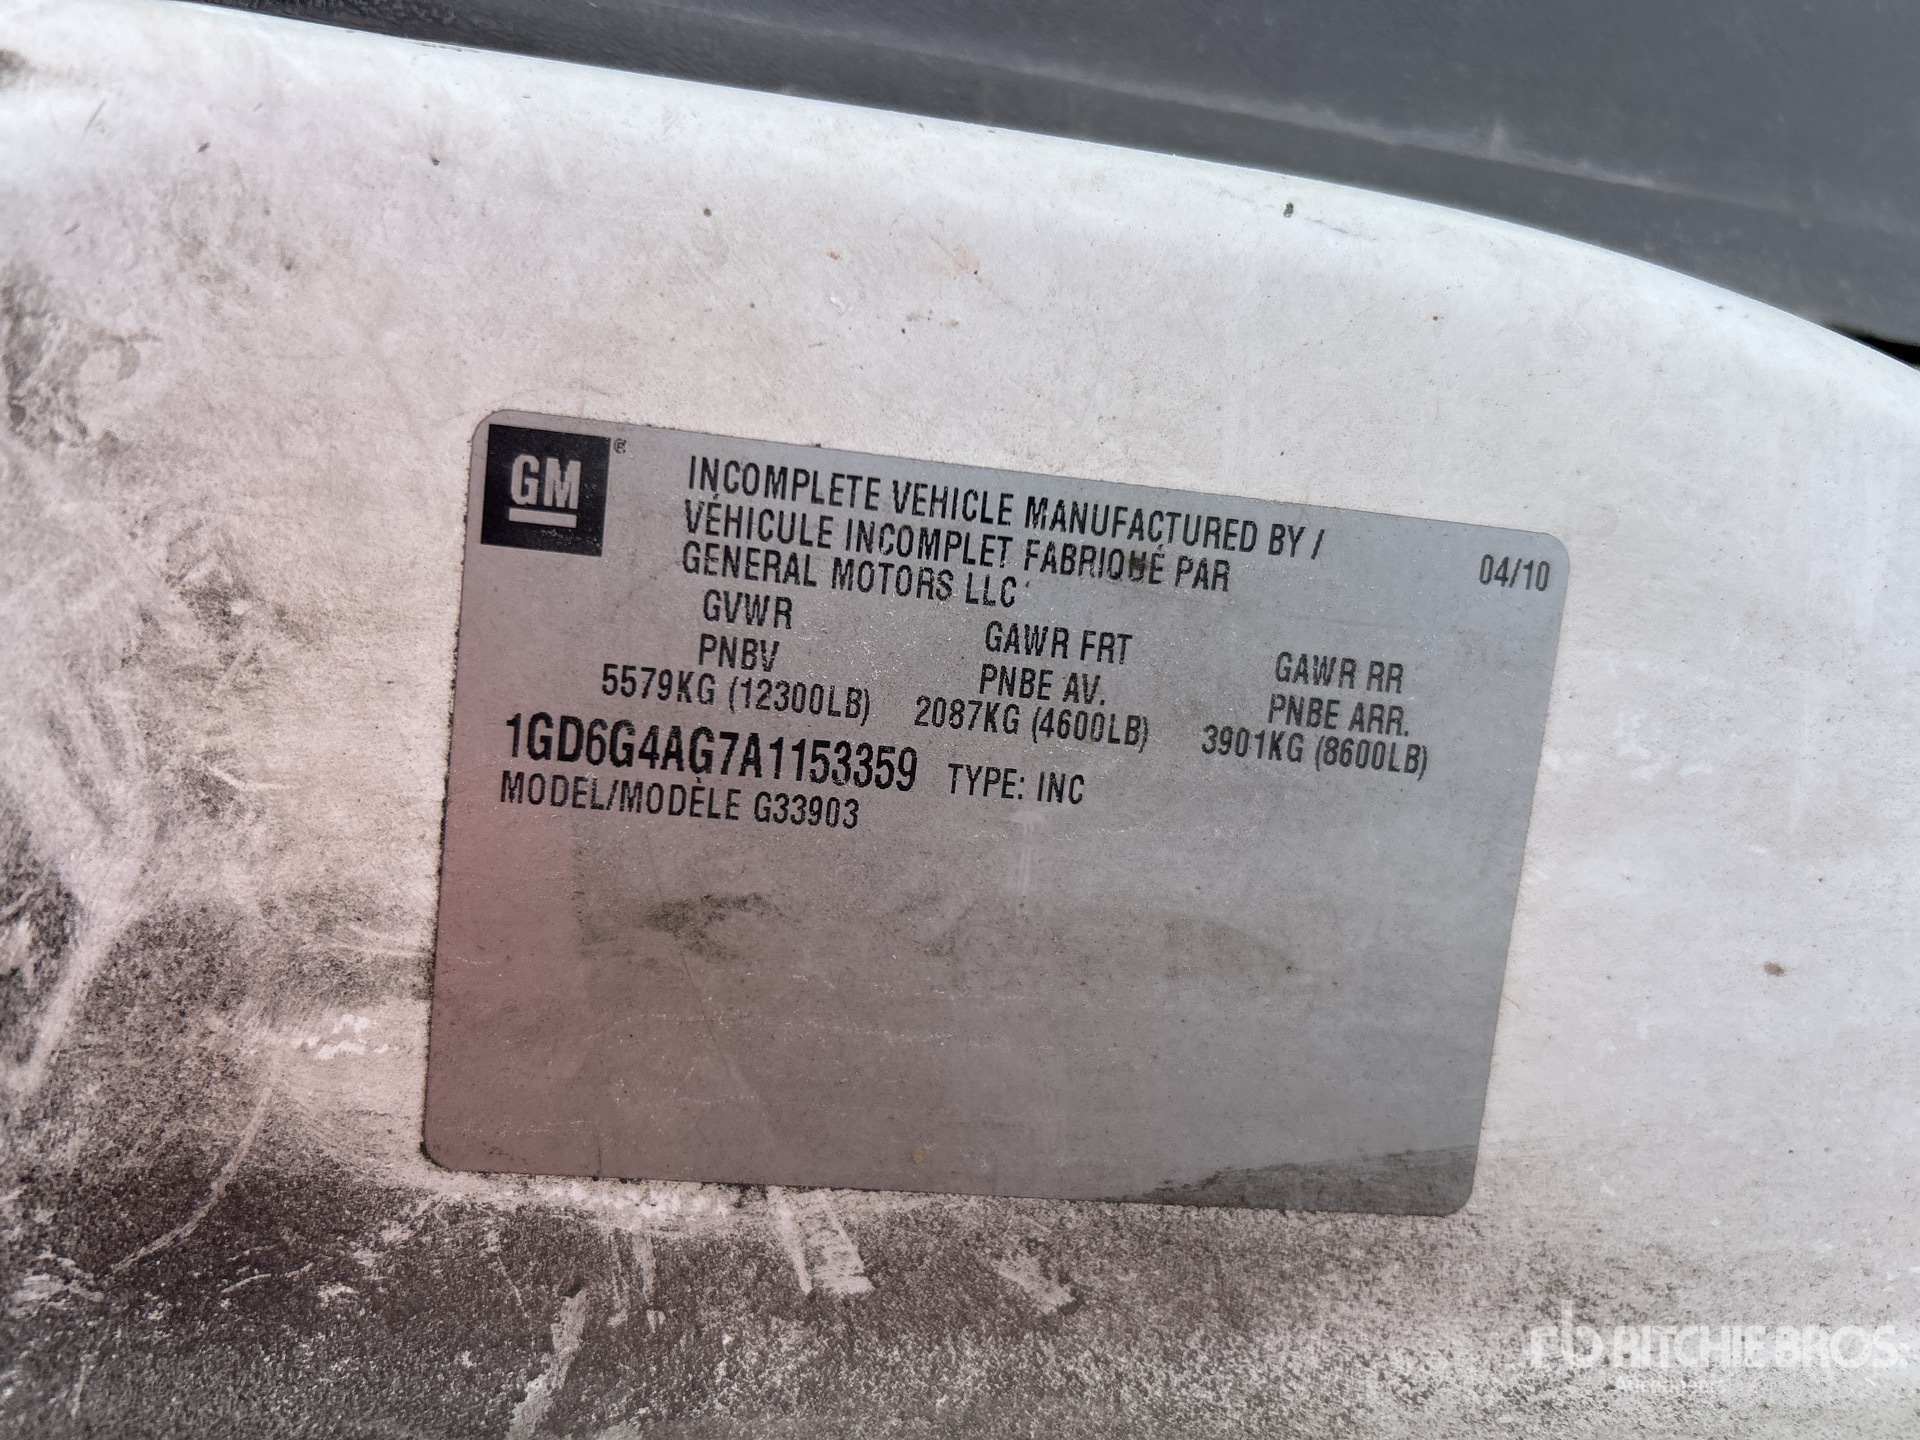 GM ®
INCOMPLETE VEHICLE MANUFACTURED BY /
VÉHICULE INCOMPLET FABRIQUÉ PAR
GENERAL MOTORS LLC
04/10
GVWR
PNBV
5579KG (12300LB)
GAWR FRT
PNBE AV.
2087KG (4600LB)
GAWR RR
PNBE ARR.
3901KG (8600LB)
1GD6G4AG7A1153359 TYPE: INC
MODEL/MODÈLE G33903
rb RITCHIE BROS.
Auctioneers